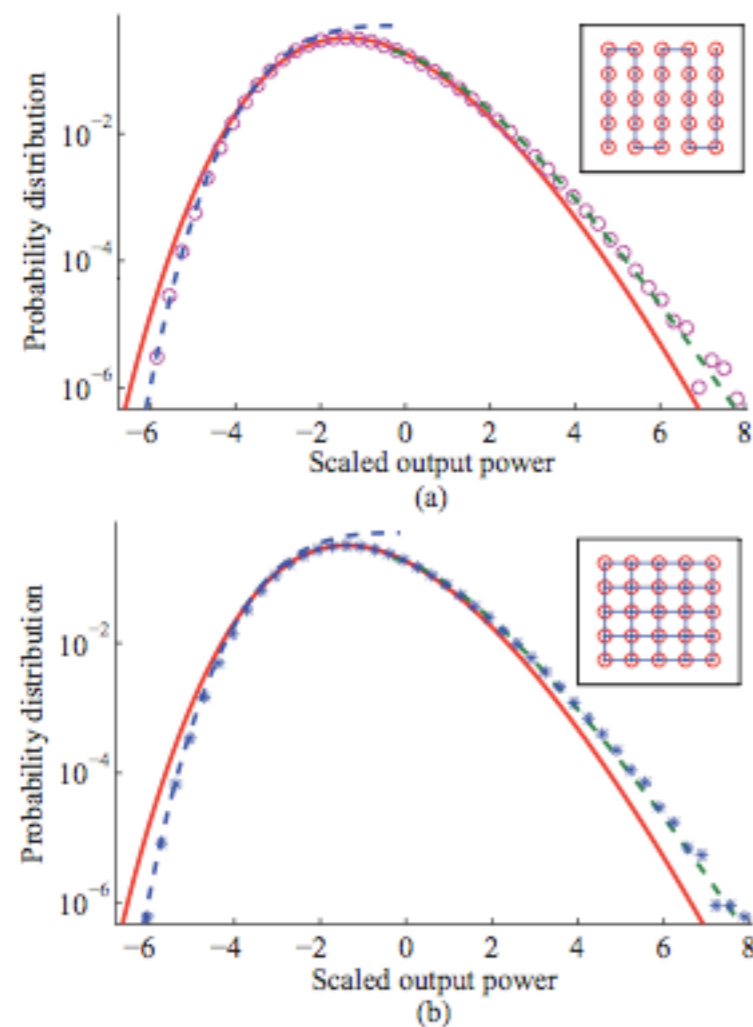 Probability distribution
10⁻²
10⁻⁴
10⁻⁶
−6 −4 −2 0 2 4 6 8
Scaled output power
(a)
Probability distribution
10⁻²
10⁻⁴
10⁻⁶
−6 −4 −2 0 2 4 6 8
Scaled output power
(b)